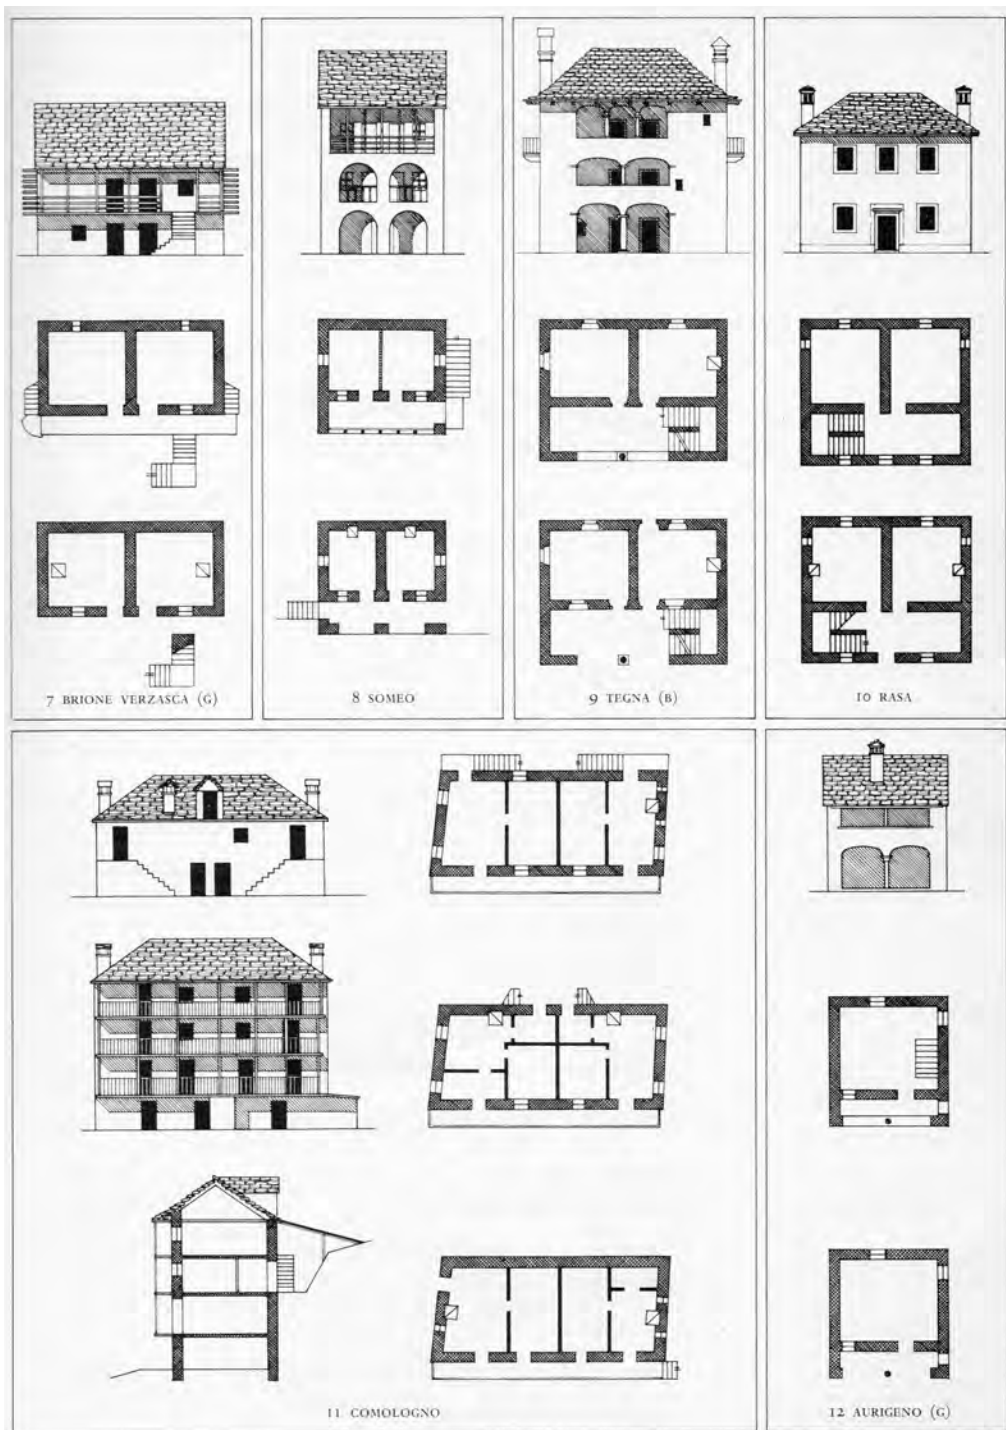 7 BRIONE VERZASCA (G)
8 SOMEO
9 TEGNA (B)
10 RASA
11 COMOLOGNO
12 AURIGENO (G)